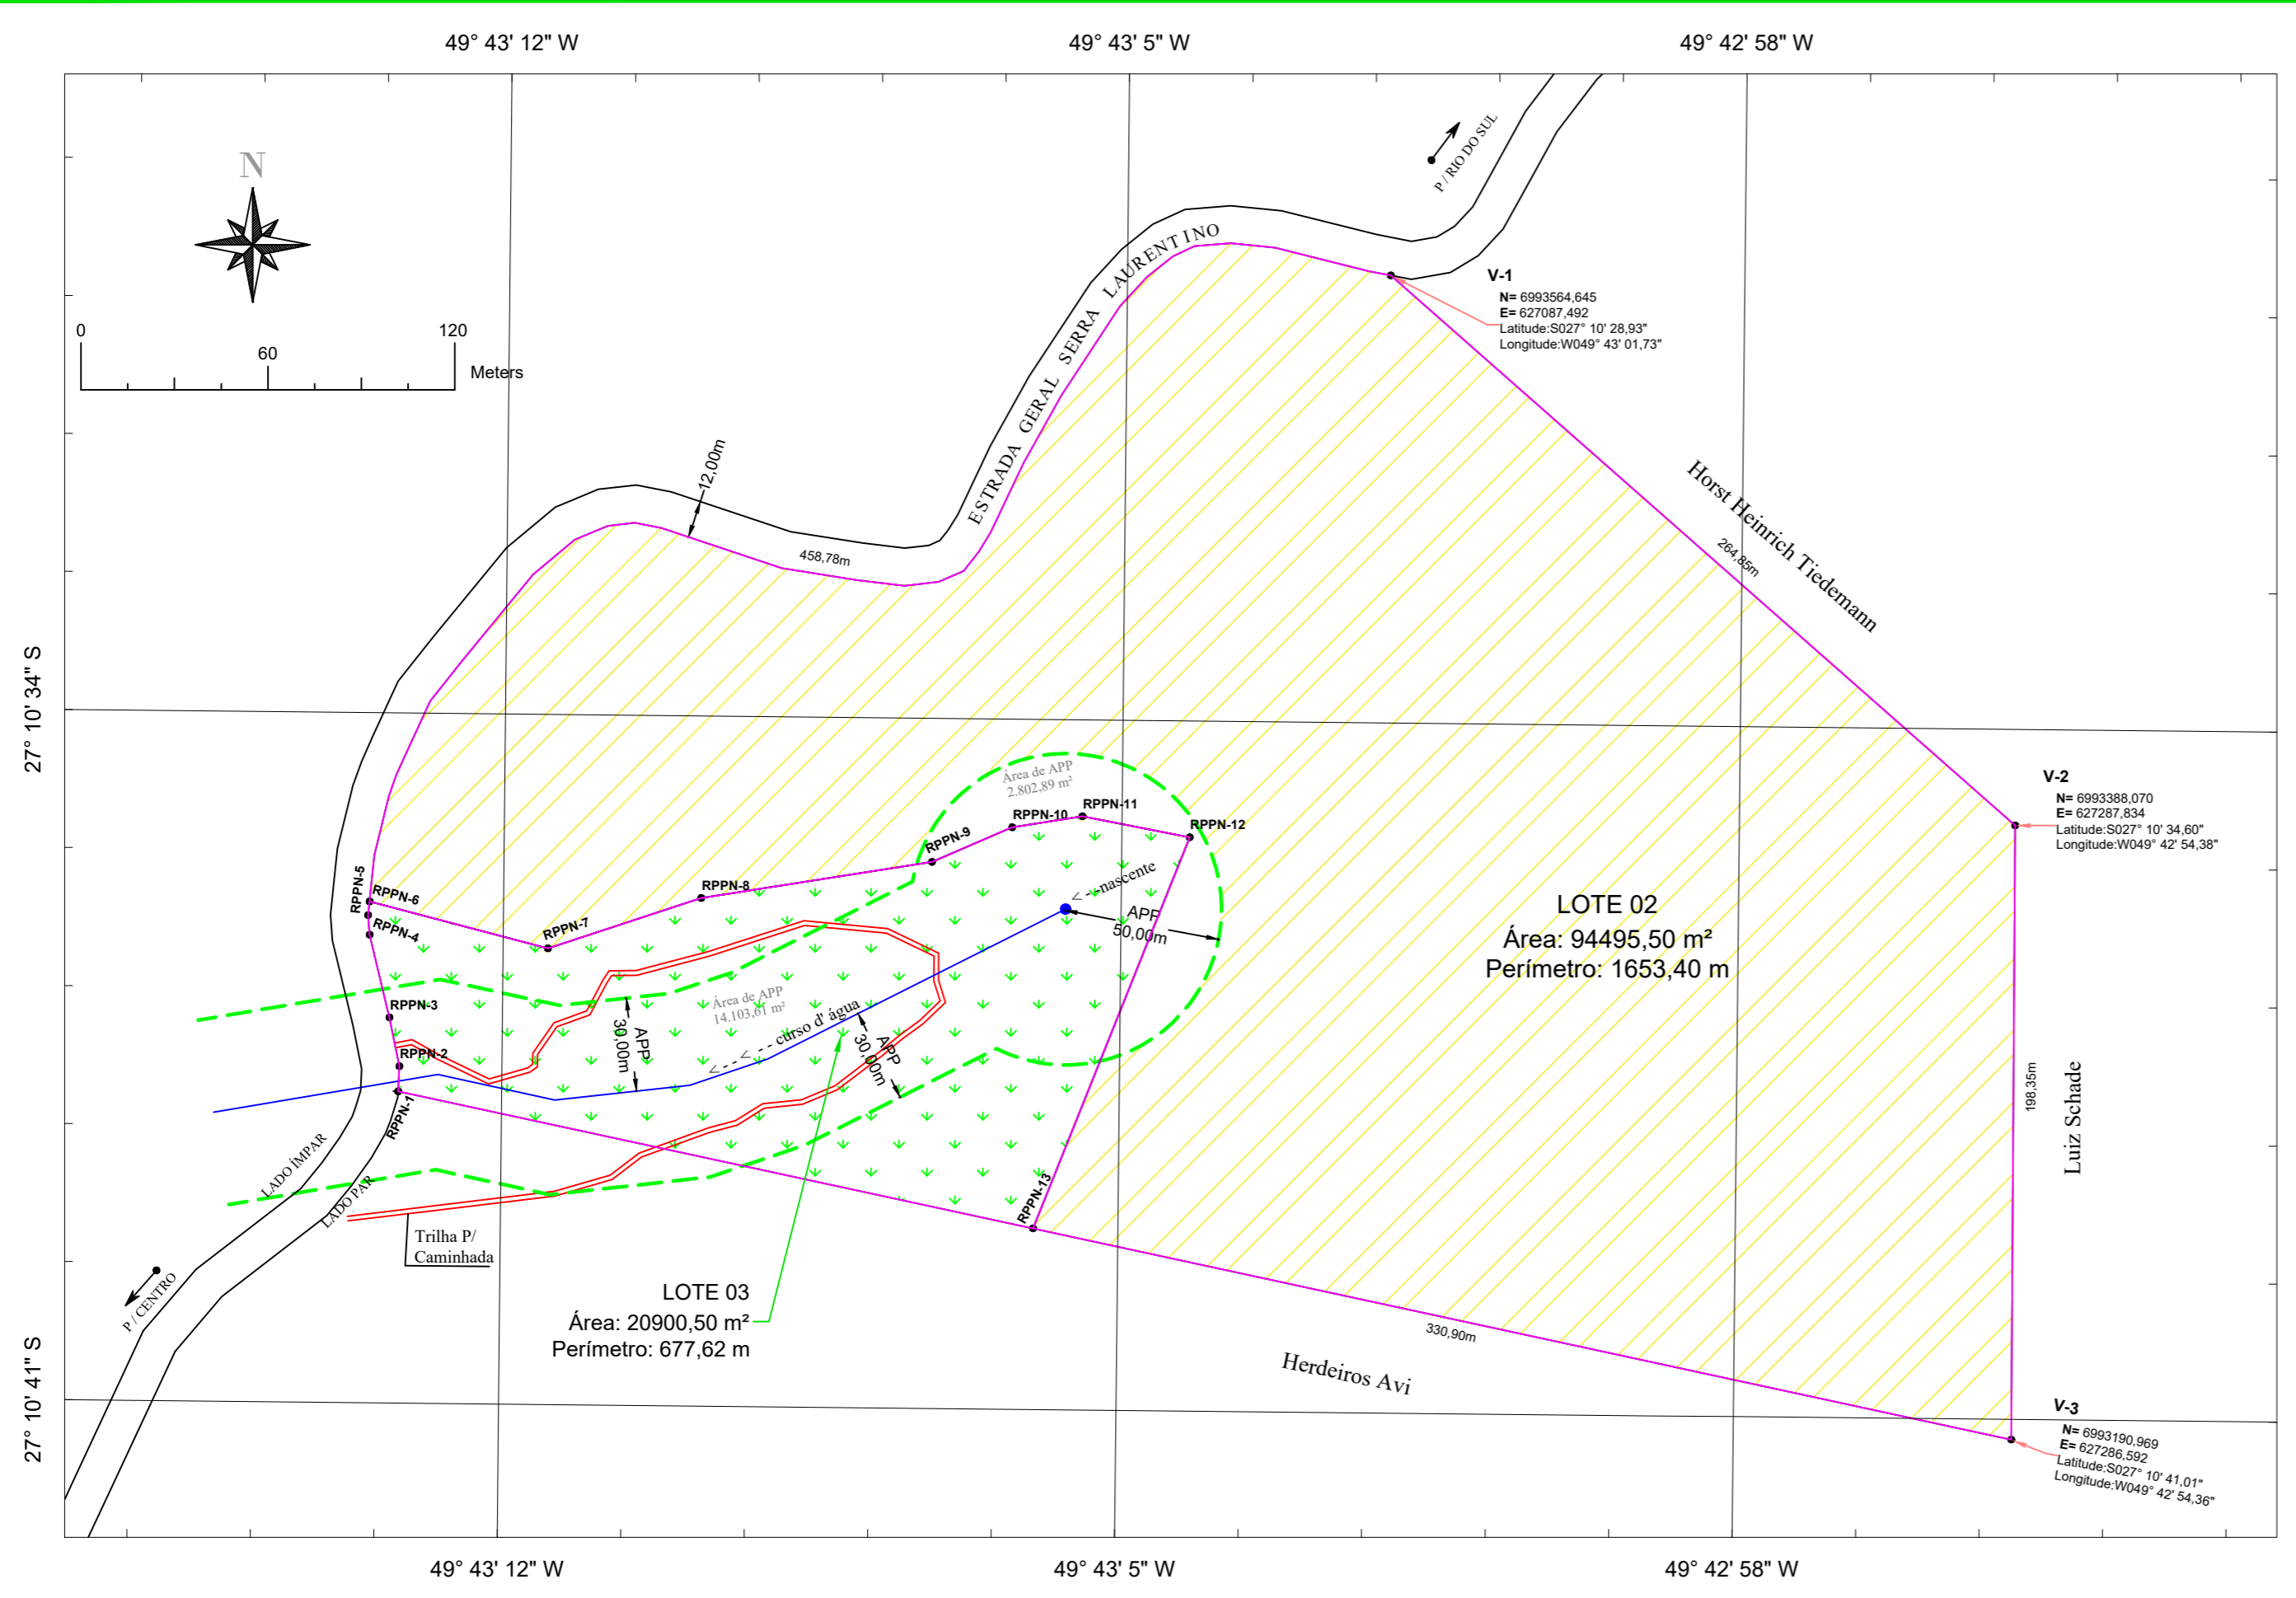 49° 43' 12" W
49° 43' 5" W
49° 42' 58" W
N
0
60
120
Meters
P / RIO DO SUL
ESTRADA GERAL SERRA LAURENTINO
V-1
N= 6993564,645
E= 627087,492
Latitude:S027° 10' 28,93"
Longitude:W049° 43' 01,73"
12,00m
458,78m
Horst Heinrich Tiedemann
264,85m
27° 10' 34" S
V-2
N= 6993388,070
E= 627287,834
Latitude:S027° 10' 34,60"
Longitude:W049° 42' 54,38"
Área de APP
2.802,89 m²
RPPN-10
RPPN-11
RPPN-12
RPPN-9
RPPN-8
RPPN-5
RPPN-6
RPPN-7
RPPN-4
nascente
APP
50,00m
LOTE 02
Área: 94495,50 m²
Perímetro: 1653,40 m
RPPN-3
Área de APP
14.103,61 m²
curso d' água
APP
30,00m
APP
30,00m
RPPN-2
RPPN-1
198,35m
Luiz Schade
LADO ÍMPAR
LADO PAR
RPPN-13
Trilha P/
Caminhada
P / CENTRO
LOTE 03
Área: 20900,50 m²
Perímetro: 677,62 m
330,90m
Herdeiros Avi
27° 10' 41" S
V-3
N= 6993190,969
E= 627286,592
Latitude:S027° 10' 41,01"
Longitude:W049° 42' 54,36"
49° 43' 12" W
49° 43' 5" W
49° 42' 58" W